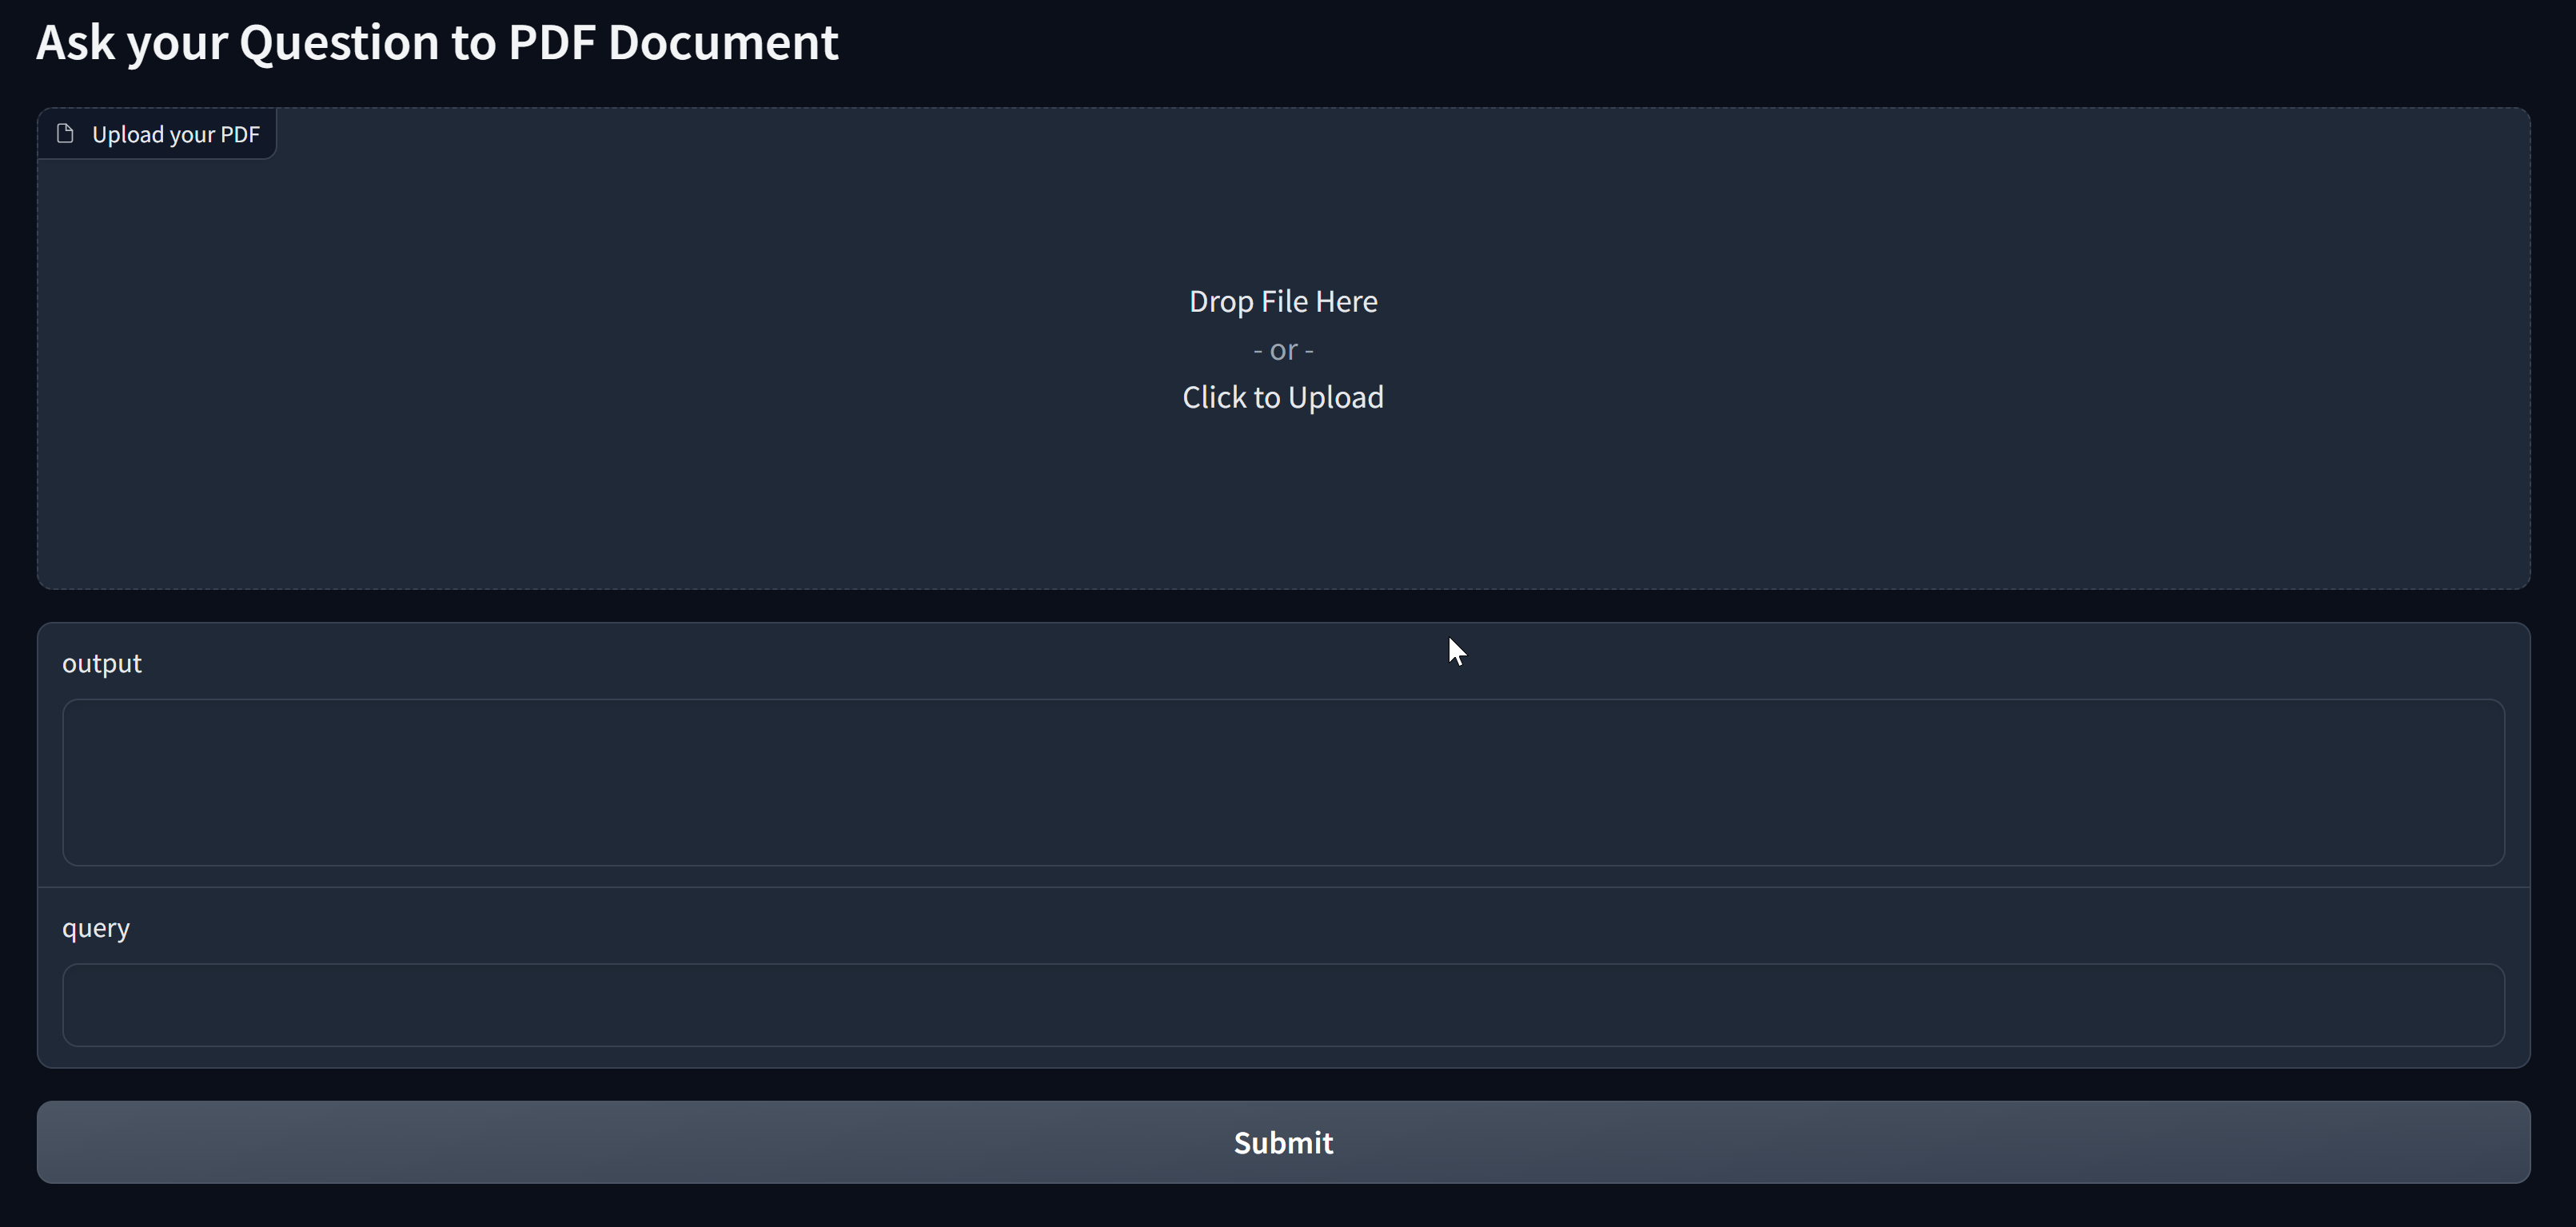 Ask your Question to PDF Document
Upload your PDF
Drop File Here
- or -
Click to Upload
output
query
Submit